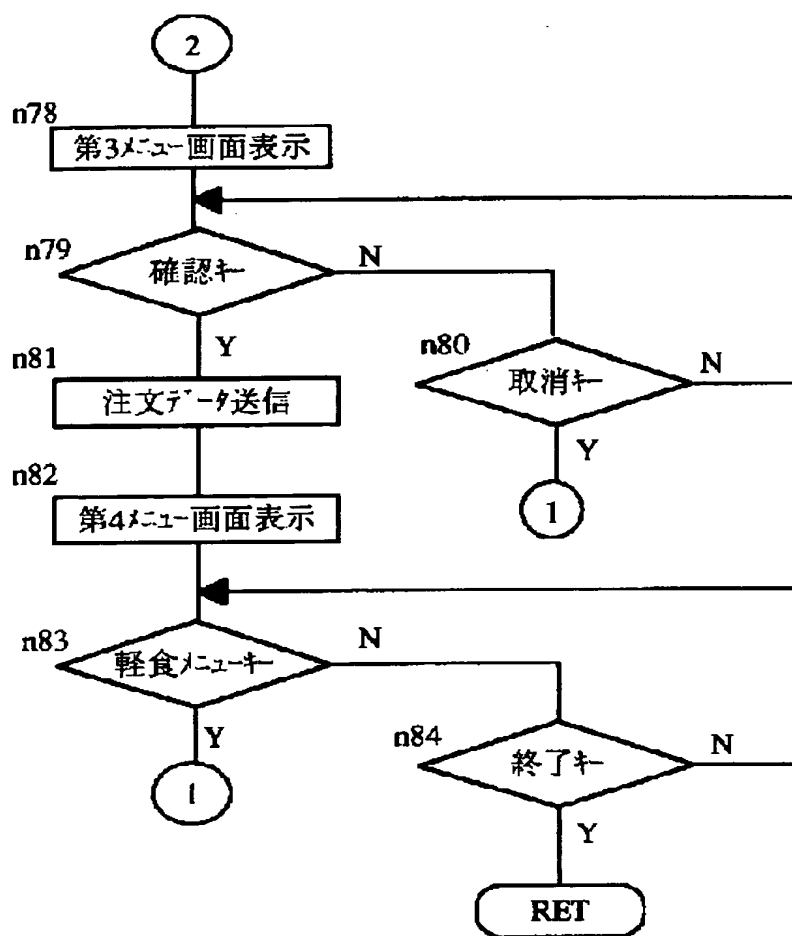 2
n78
第3メニュー画面表示
n79
確認キー
N
Y
n80
取消キー
N
Y
1
n81
注文データ送信
n82
第4メニュー画面表示
n83
軽食メニューキー
N
Y
1
n84
終了キー
N
Y
RET